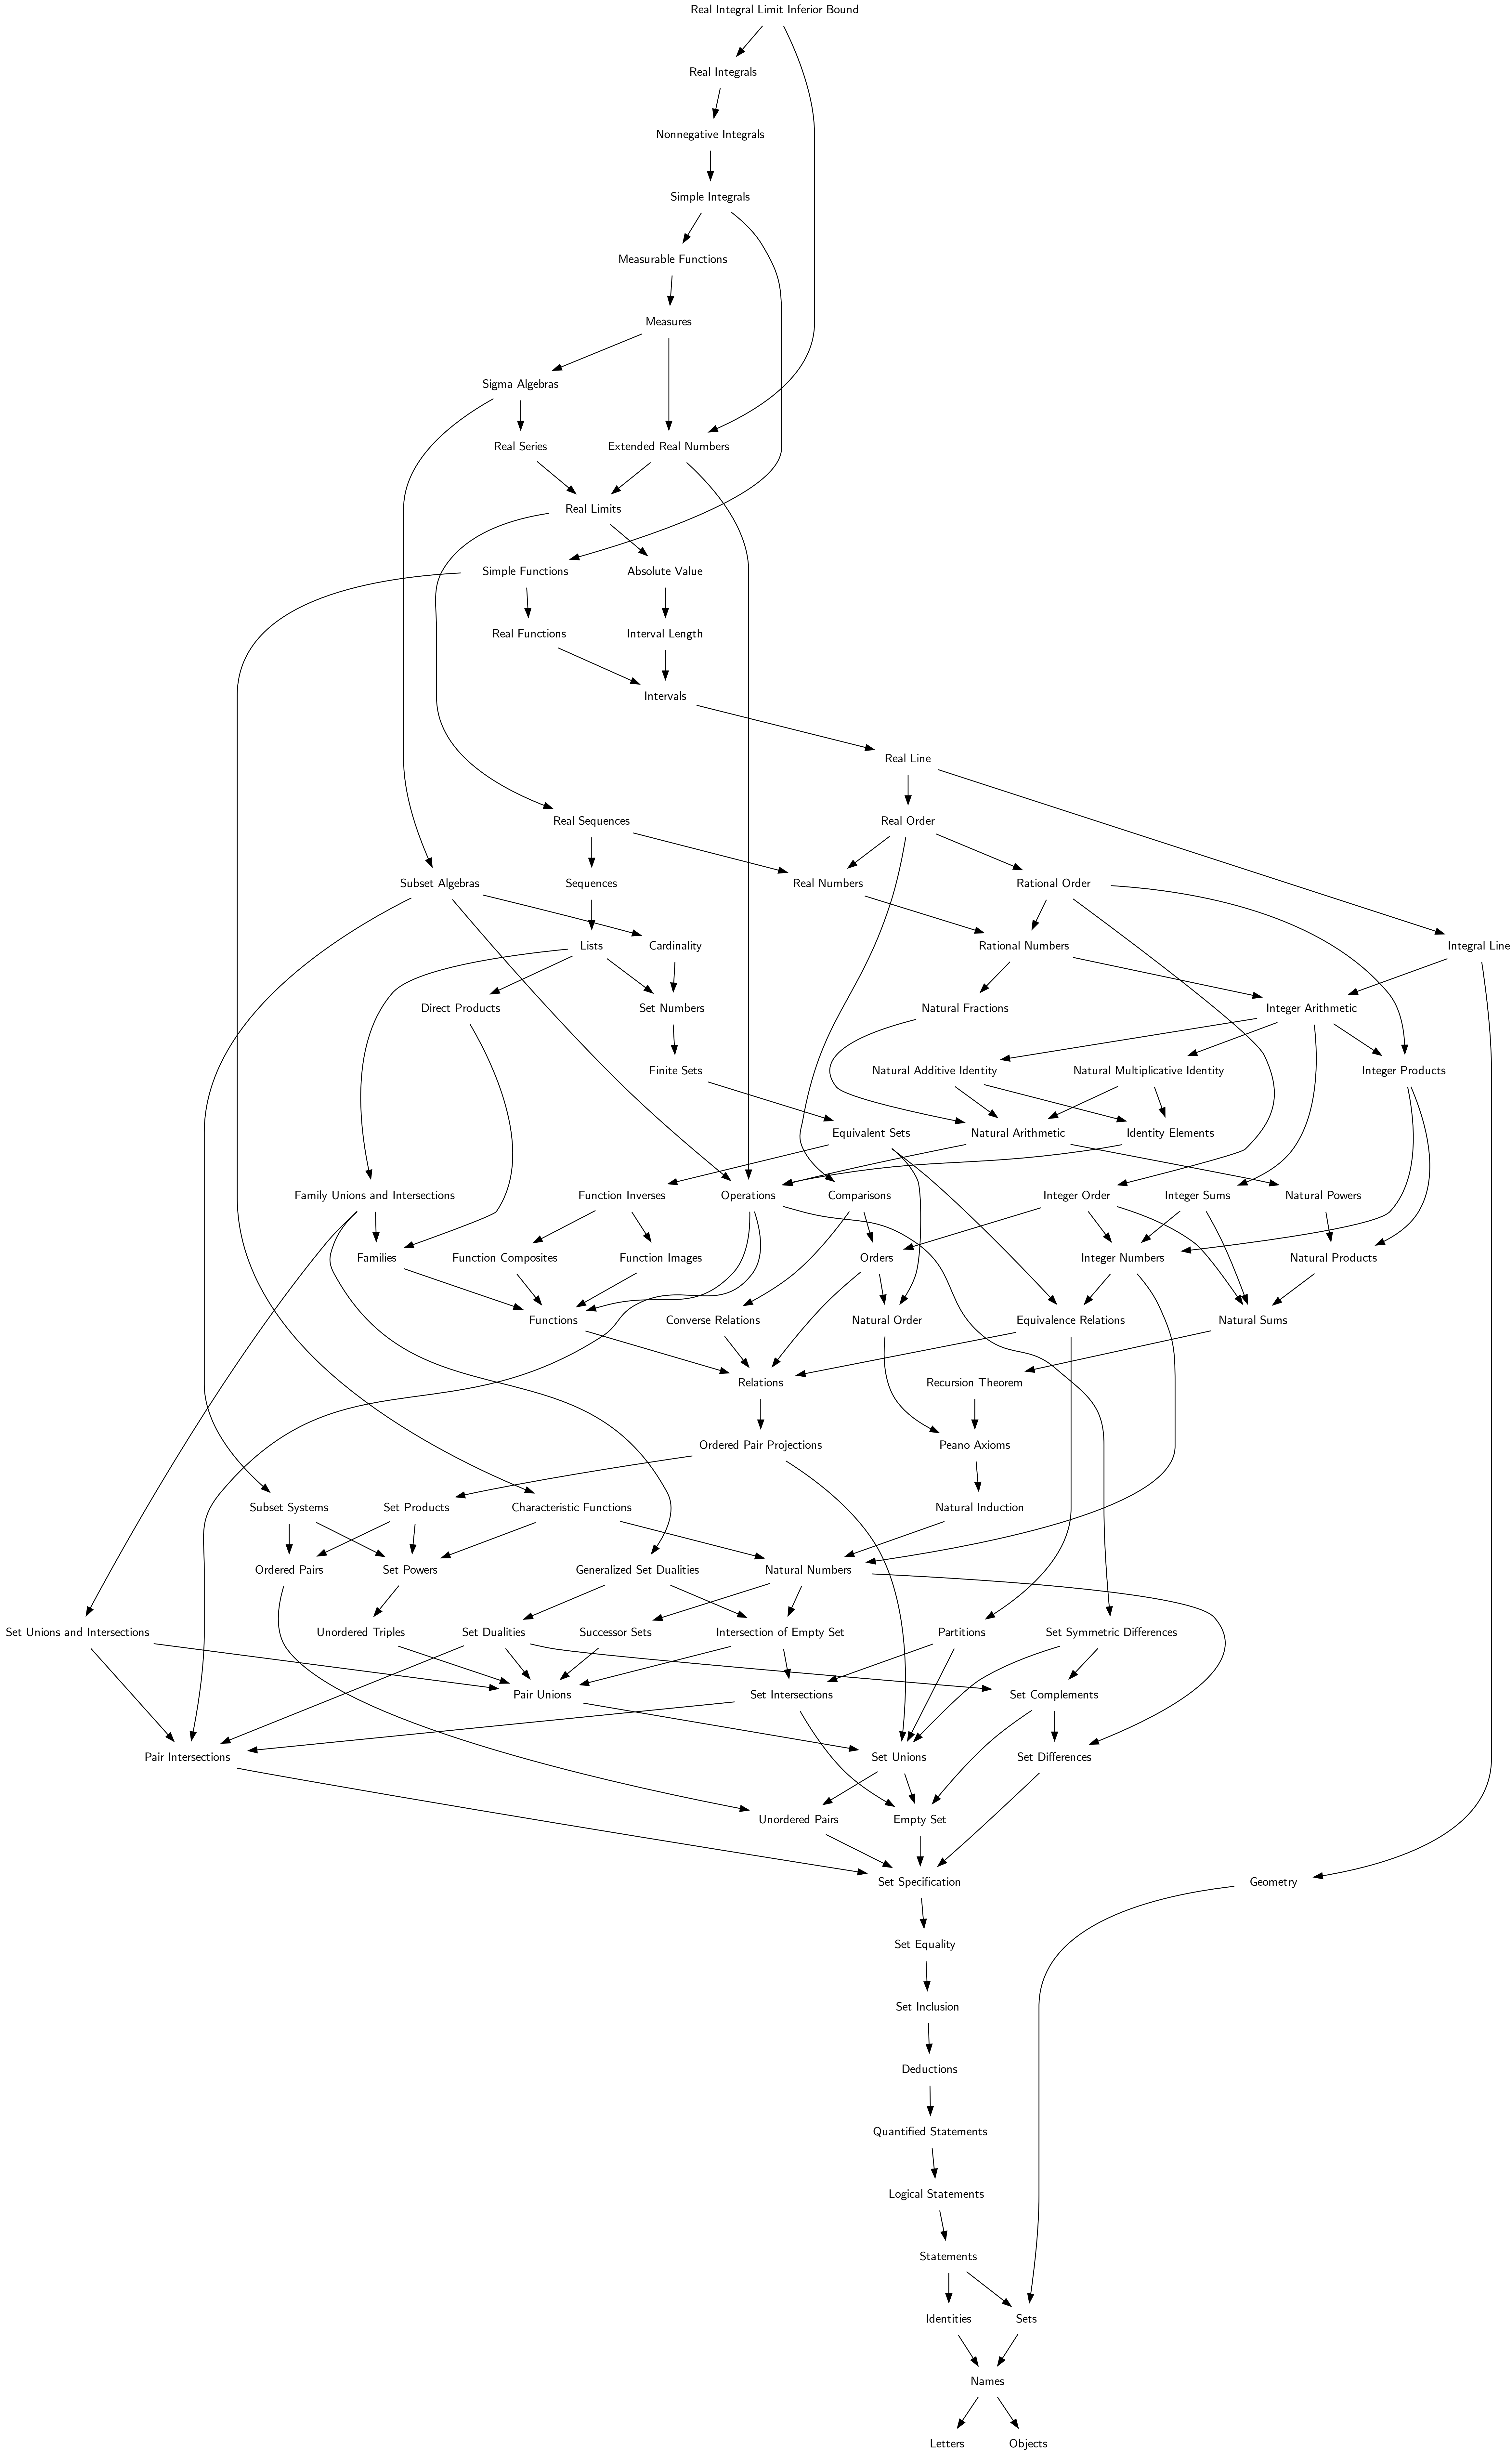 Real Integral Limit Inferior Bound
Real Integrals
Nonnegative Integrals
Simple Integrals
Measurable Functions
Measures
Sigma Algebras
Real Series
Extended Real Numbers
Real Limits
Simple Functions
Absolute Value
Real Functions
Interval Length
Intervals
Real Line
Real Sequences
Real Order
Subset Algebras
Sequences
Real Numbers
Rational Order
Lists
Cardinality
Rational Numbers
Integral Line
Direct Products
Set Numbers
Natural Fractions
Integer Arithmetic
Finite Sets
Natural Additive Identity
Natural Multiplicative Identity
Integer Products
Equivalent Sets
Natural Arithmetic
Identity Elements
Family Unions and Intersections
Function Inverses
Operations
Comparisons
Integer Order
Integer Sums
Natural Powers
Families
Function Composites
Function Images
Orders
Integer Numbers
Natural Products
Functions
Converse Relations
Natural Order
Equivalence Relations
Natural Sums
Relations
Recursion Theorem
Ordered Pair Projections
Peano Axioms
Subset Systems
Set Products
Characteristic Functions
Natural Induction
Ordered Pairs
Set Powers
Generalized Set Dualities
Natural Numbers
Set Unions and Intersections
Unordered Triples
Set Dualities
Successor Sets
Intersection of Empty Set
Partitions
Set Symmetric Differences
Pair Unions
Set Intersections
Set Complements
Pair Intersections
Set Unions
Set Differences
Unordered Pairs
Empty Set
Set Specification
Geometry
Set Equality
Set Inclusion
Deductions
Quantified Statements
Logical Statements
Statements
Identities
Sets
Names
Letters
Objects